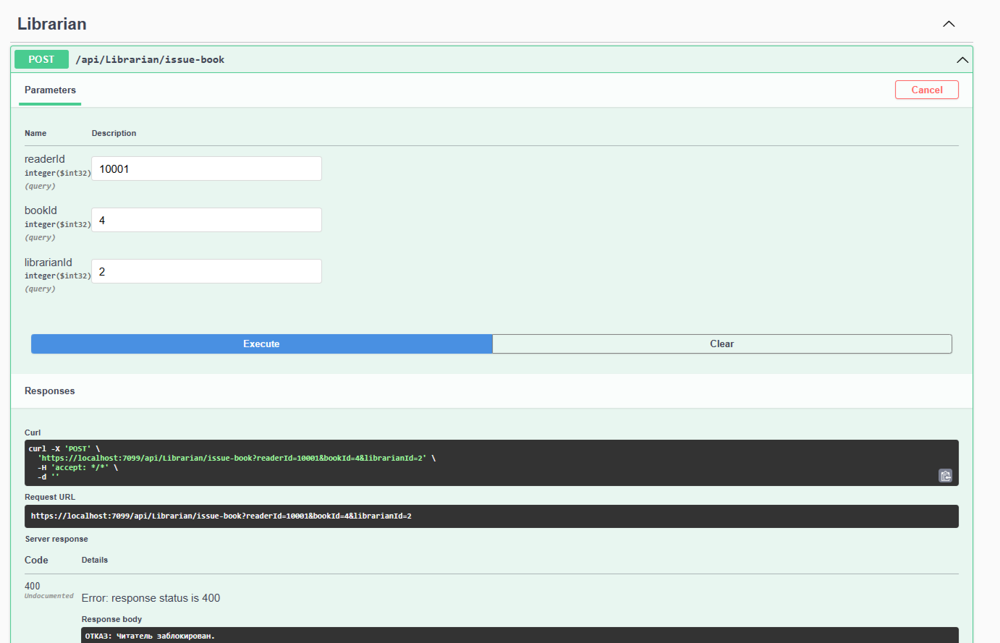 Librarian
POST /api/Librarian/issue-book
Parameters
Cancel
Name Description
readerId
integer($int32)
(query)
10001
bookId
integer($int32)
(query)
4
librarianId
integer($int32)
(query)
2
Execute Clear
Responses
Curl
curl -X 'POST' \
'https://localhost:7099/api/Librarian/issue-book?readerId=10001&bookId=4&librarianId=2' \
-H 'accept: */*' \
-d ''
Request URL
https://localhost:7099/api/Librarian/issue-book?readerId=10001&bookId=4&librarianId=2
Server response
Code Details
400
Undocumented
Error: response status is 400
Response body
ОТКАЗ: Читатель заблокирован.